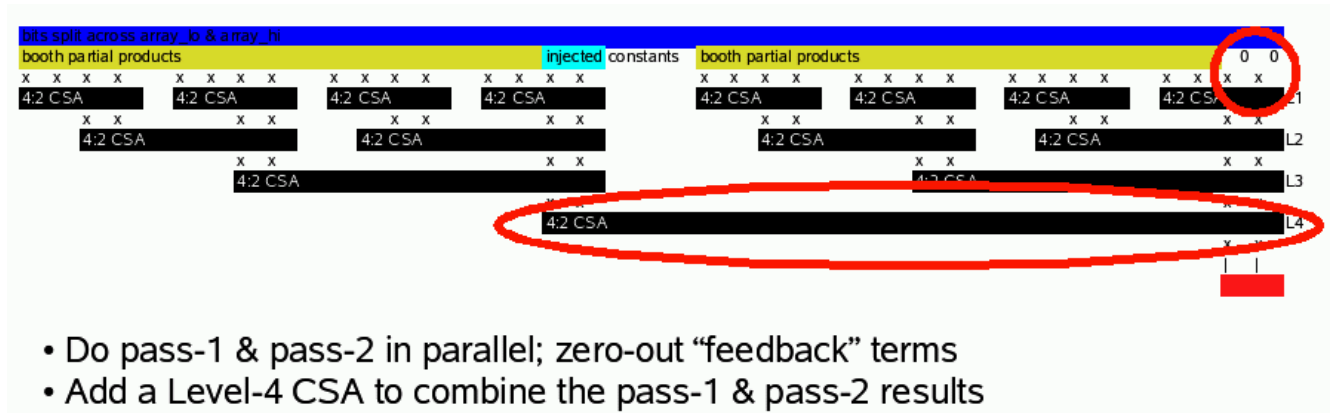 bits split across array_lo & array_hi
booth partial products injected constants booth partial products 0 0
x x x x x x x x x x x x x x x x x x x x x x x x x x x x x x x x
4:2 CSA 4:2 CSA 4:2 CSA 4:2 CSA 4:2 CSA 4:2 CSA 4:2 CSA 4:2 CSA L1
x x x x x x x x x x x x x x x x
4:2 CSA 4:2 CSA 4:2 CSA 4:2 CSA L2
x x x x x x x x
4:2 CSA 4:2 CSA L3
x x x x
4:2 CSA L4
x x
• Do pass-1 & pass-2 in parallel; zero-out “feedback” terms
• Add a Level-4 CSA to combine the pass-1 & pass-2 results